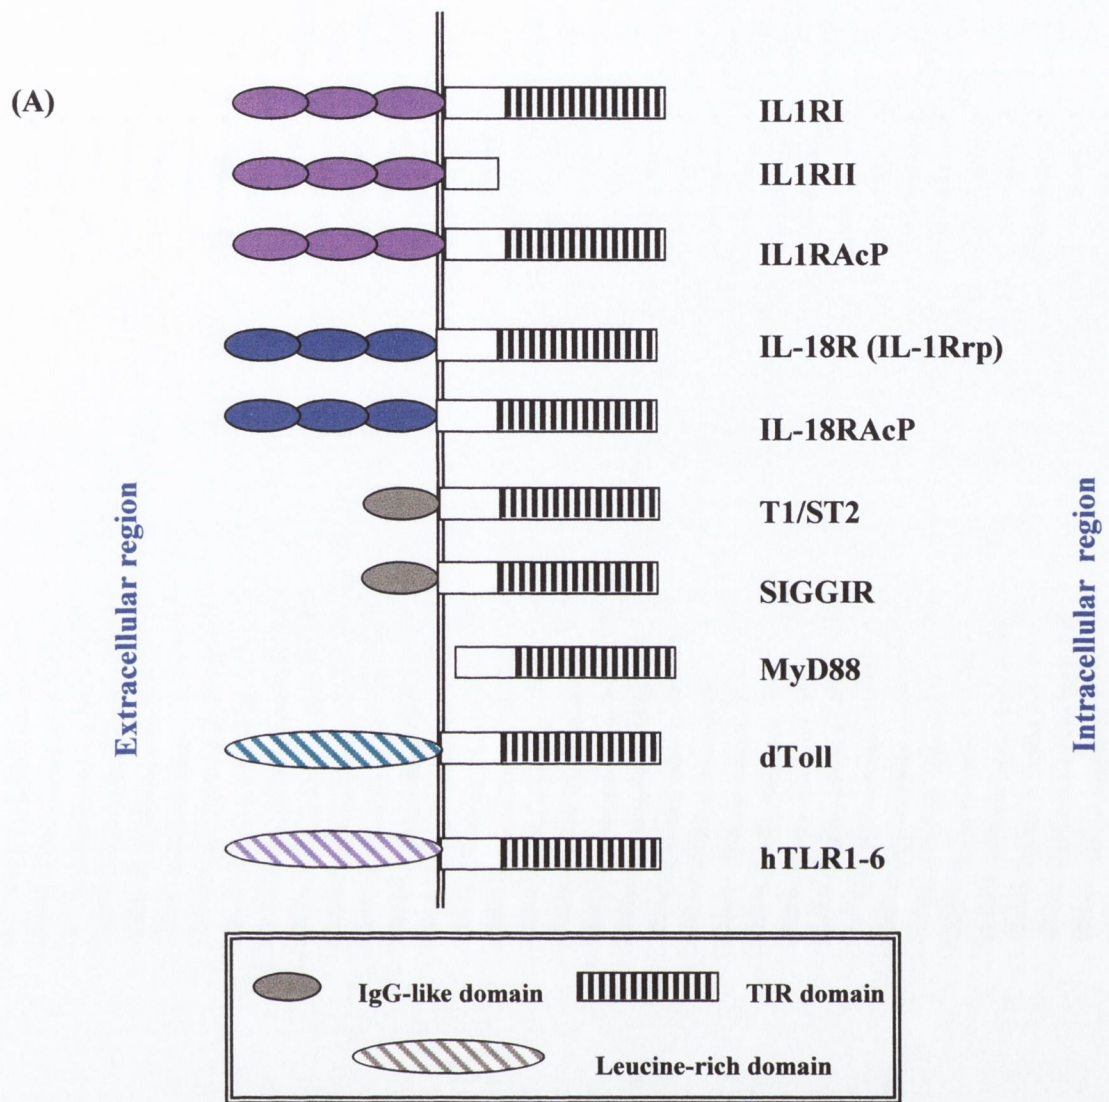 (A)
IL1RI
IL1RII
IL1RAcP
IL-18R (IL-1Rrp)
IL-18RAcP
T1/ST2
SIGGIR
MyD88
dToll
hTLR1-6
Extracellular region
Intracellular region
IgG-like domain
TIR domain
Leucine-rich domain